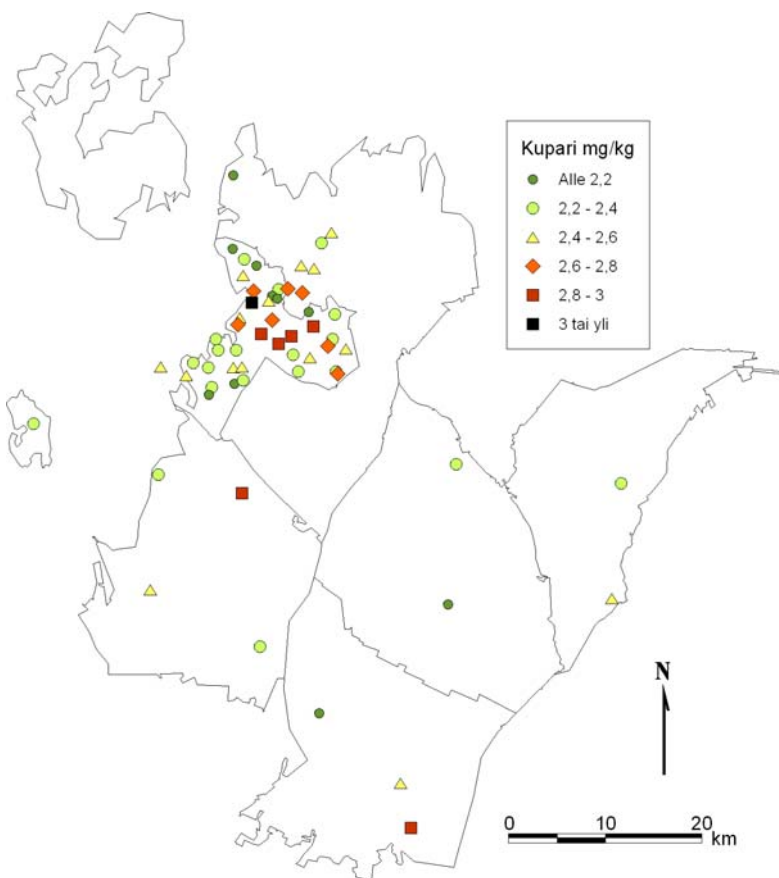 Kupari mg/kg
Alle 2,2
2,2 - 2,4
2,4 - 2,6
2,6 - 2,8
2,8 - 3
3 tai yli
N
0 10 20
km